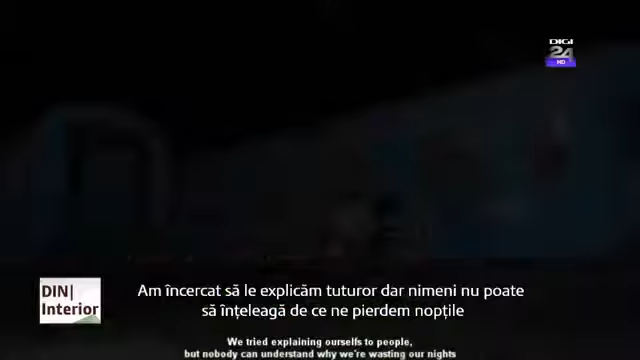 DIGI
24
HD
DIN|
Interior
Am încercat să le explicăm tuturor dar nimeni nu poate
să înțeleagă de ce ne pierdem nopțile
We tried explaining ourselfs to people,
but nobody can understand why we're wasting our nights